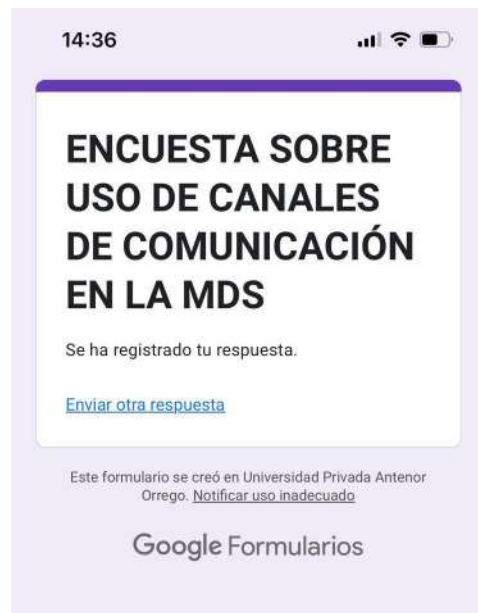 14:36
ENCUESTA SOBRE
USO DE CANALES
DE COMUNICACIÓN
EN LA MDS
Se ha registrado tu respuesta.
Enviar otra respuesta
Este formulario se creó en Universidad Privada Antenor
Orrego. Notificar uso inadecuado
Google Formularios